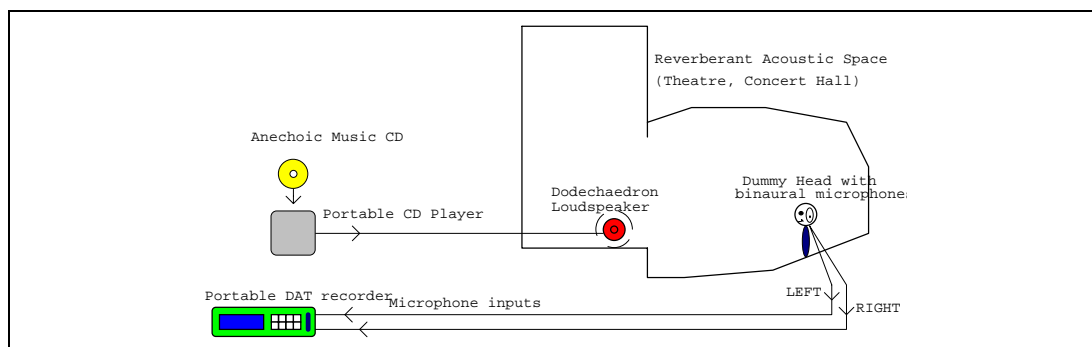 Reverberant Acoustic Space
(Theatre, Concert Hall)
Anechoic Music CD
Dodechaedron
Loudspeaker
Dummy Head with
binaural microphone
Portable CD Player
Portable DAT recorder
Microphone inputs
LEFT
RIGHT